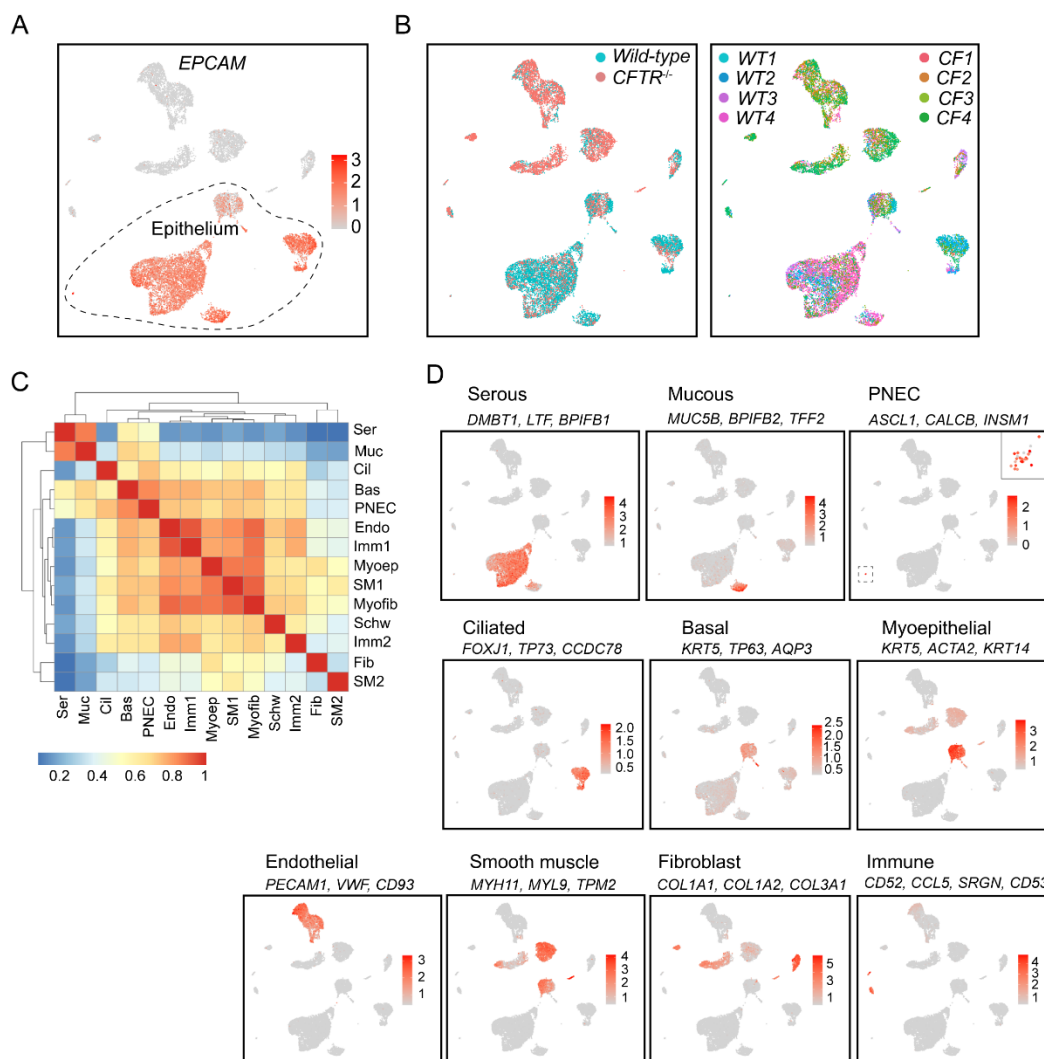 A
EPCAM
3
2
1
0
Epithelium
B
Wild-type
CFTR-/-
WT1
WT2
WT3
WT4
CF1
CF2
CF3
CF4
C
Ser
Muc
Cil
Bas
PNEC
Endo
Imm1
Myoep
SM1
Myofib
Schw
Imm2
Fib
SM2
Ser
Muc
Cil
Bas
PNEC
Endo
Imm1
Myoep
SM1
Myofib
Schw
Imm2
Fib
SM2
0.2 0.4 0.6 0.8 1
D
Serous
DMBT1, LTF, BPIFB1
4
3
2
1
Mucous
MUC5B, BPIFB2, TFF2
4
3
2
1
PNEC
ASCL1, CALCB, INSM1
2
1
0
Ciliated
FOXJ1, TP73, CCDC78
2.0
1.5
1.0
0.5
Basal
KRT5, TP63, AQP3
2.5
2.0
1.5
1.0
0.5
Myoepithelial
KRT5, ACTA2, KRT14
3
2
1
Endothelial
PECAM1, VWF, CD93
3
2
1
Smooth muscle
MYH11, MYL9, TPM2
4
3
2
1
Fibroblast
COL1A1, COL1A2, COL3A1
5
3
1
Immune
CD52, CCL5, SRGN, CD53
4
3
2
1